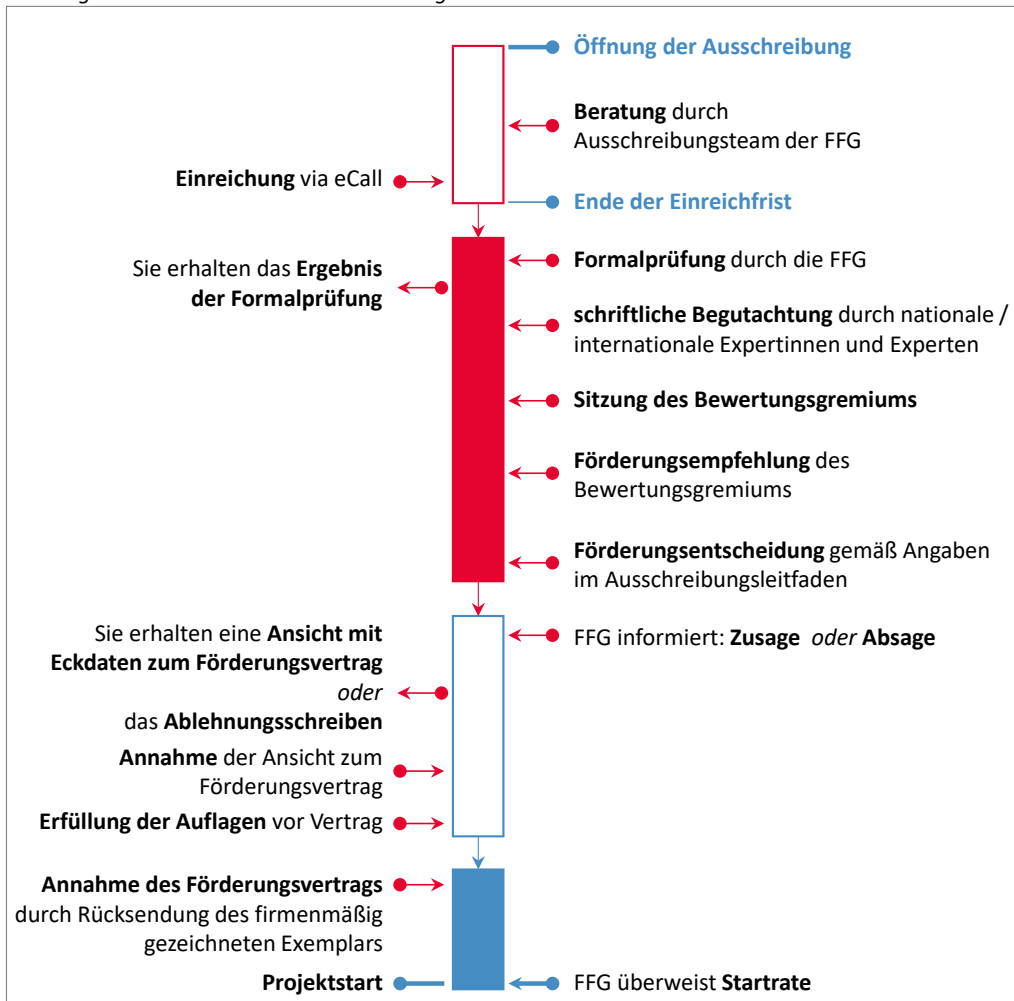 Öffnung der Ausschreibung
Beratung durch
Ausschreibungsteam der FFG
Einreichung via eCall
Ende der Einreichfrist
Formalprüfung durch die FFG
Sie erhalten das Ergebnis
der Formalprüfung
schriftliche Begutachtung durch nationale /
internationale Expertinnen und Experten
Sitzung des Bewertungsgremiums
Förderungsempfehlung des
Bewertungsgremiums
Förderungsentscheidung gemäß Angaben
im Ausschreibungsleitfaden
FFG informiert: Zusage oder Absage
Sie erhalten eine Ansicht mit
Eckdaten zum Förderungsvertrag
oder
das Ablehnungsschreiben
Annahme der Ansicht zum
Förderungsvertrag
Erfüllung der Auflagen vor Vertrag
Annahme des Förderungsvertrags
durch Rücksendung des firmenmäßig
gezeichneten Exemplars
Projektstart
FFG überweist Startrate